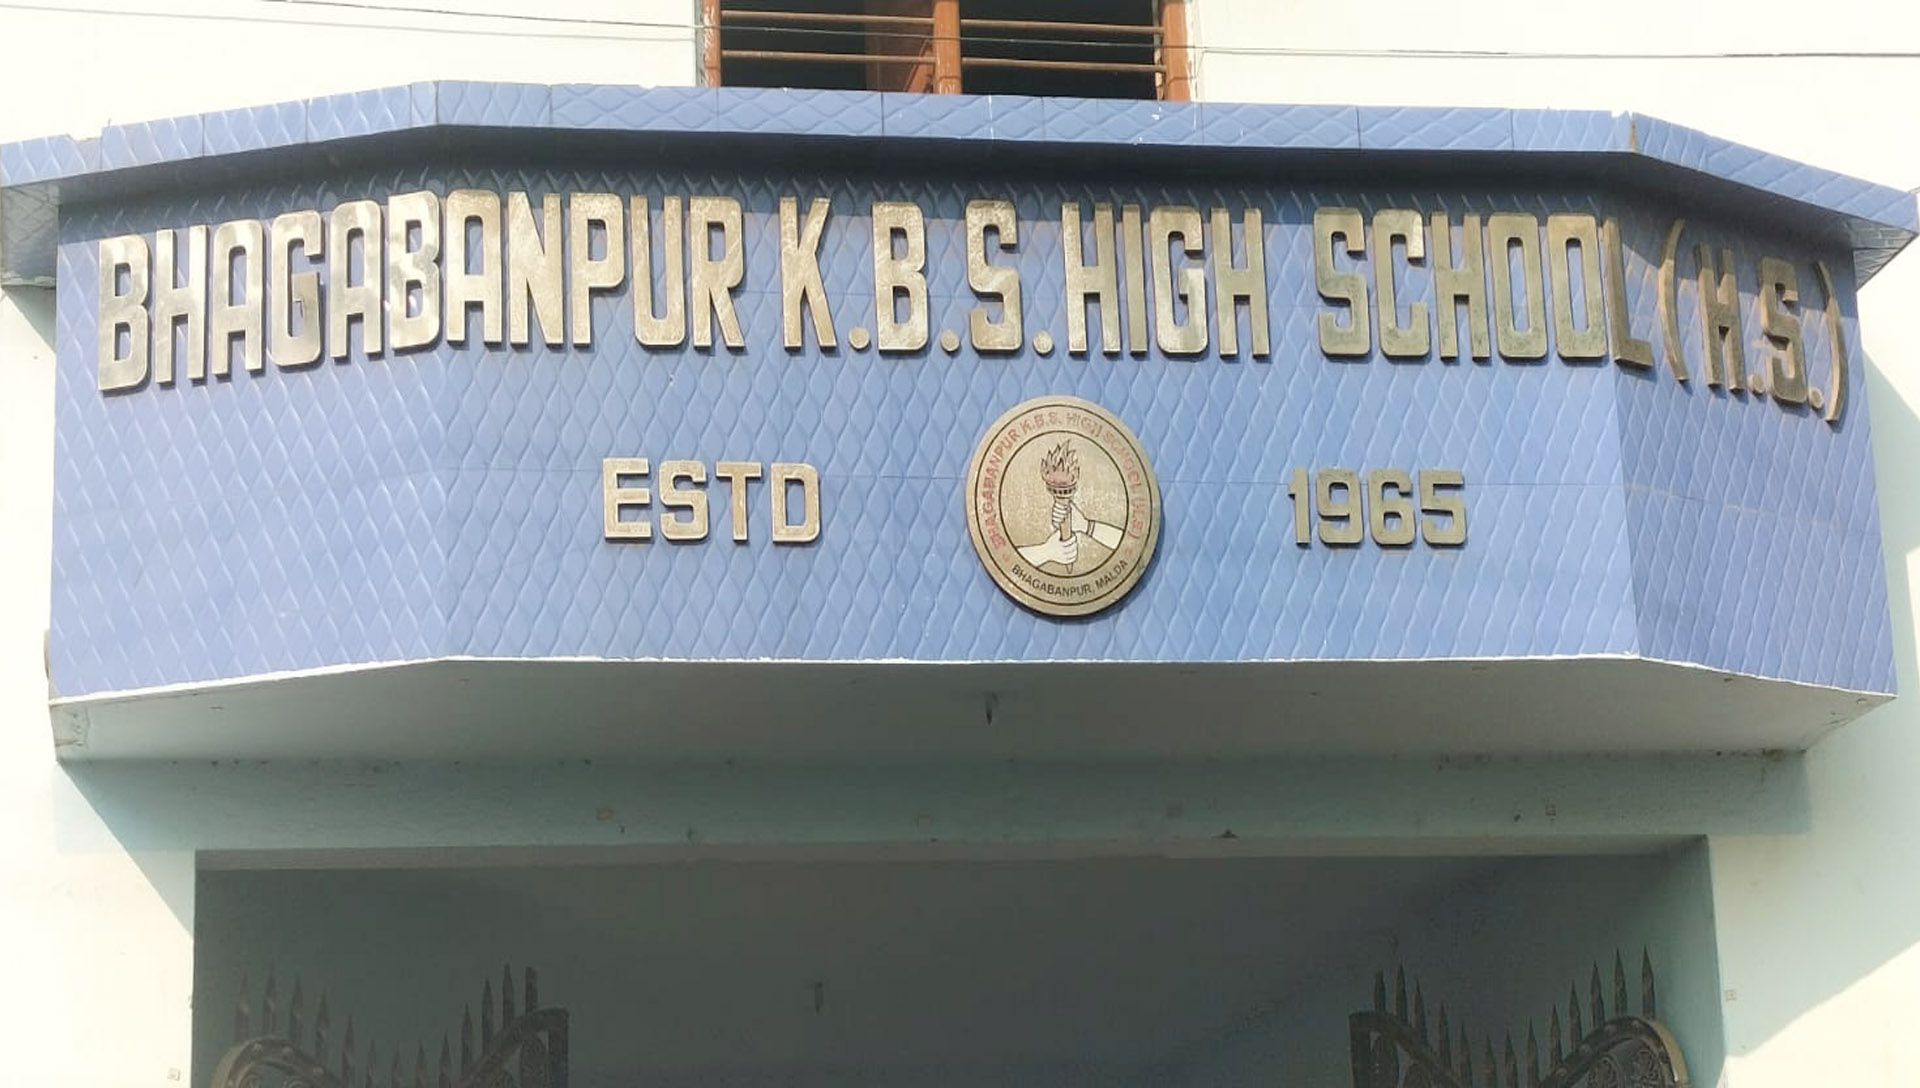 BHAGABANPUR K.B.S. HIGH SCHOOL (H.S.)
ESTD 1965
BHAGABANPUR K.B.S. HIGH SCHOOL (H.S.)
BHAGABANPUR, MALDA